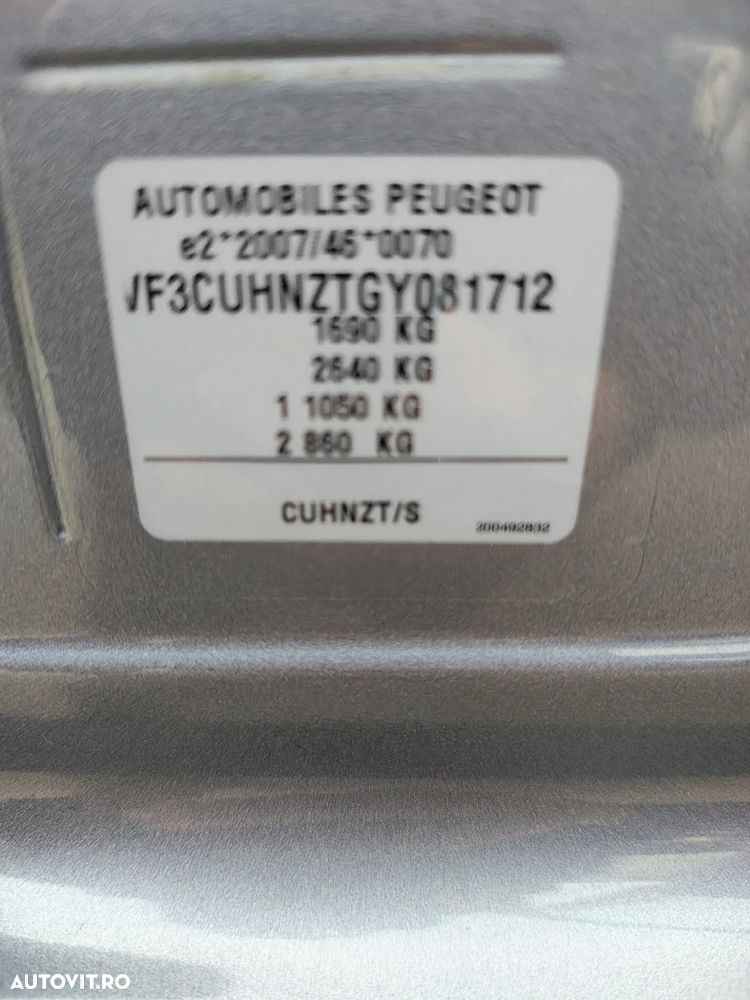 AUTOMOBILES PEUGEOT
e2*2007/46*0070
VF3CUHNZTGY081712
1690 KG
2640 KG
1 1050 KG
2 860 KG
CUHNZT/S
200492832
AUTOVIT.RO